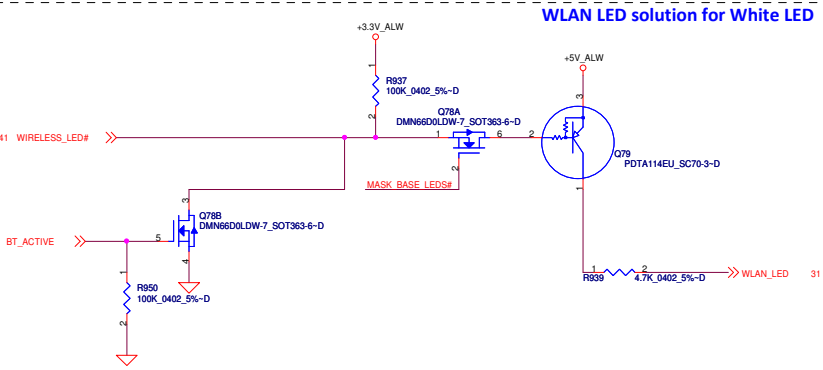 WLAN LED solution for White LED
+3.3V_ALW
+5V_ALW
1
R937
100K_0402_5%~D
2
3
Q78A
DMN66D0LDW-7_SOT363-6~D
41 WIRELESS_LED#
1
6
2
Q79
PDTA114EU_SC70-3~D
2
MASK_BASE_LEDS#
1
3
Q78B
DMN66D0LDW-7_SOT363-6~D
BT_ACTIVE
5
4
1
R950
100K_0402_5%~D
2
1
2
R939
4.7K_0402_5%~D
WLAN_LED 31